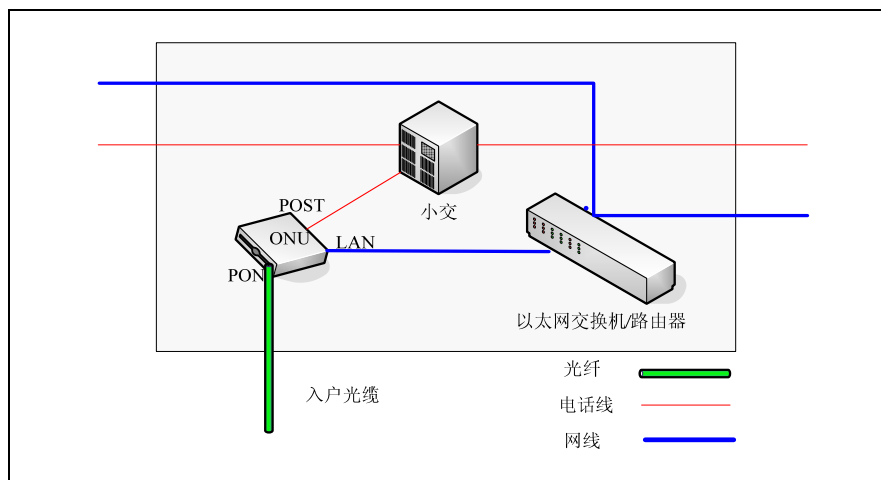 小交
POST
ONU
LAN
PON
以太网交换机/路由器
入户光缆
光纤
电话线
网线